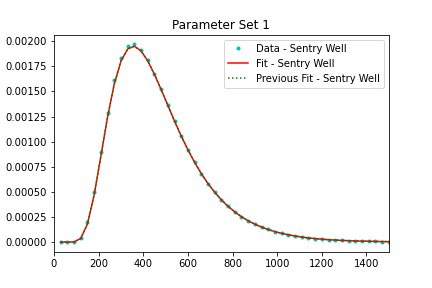 Parameter Set 1
0.00200
0.00175
0.00150
0.00125
0.00100
0.00075
0.00050
0.00025
0.00000
Data - Sentry Well
Fit - Sentry Well
Previous Fit - Sentry Well
0 200 400 600 800 1000 1200 1400